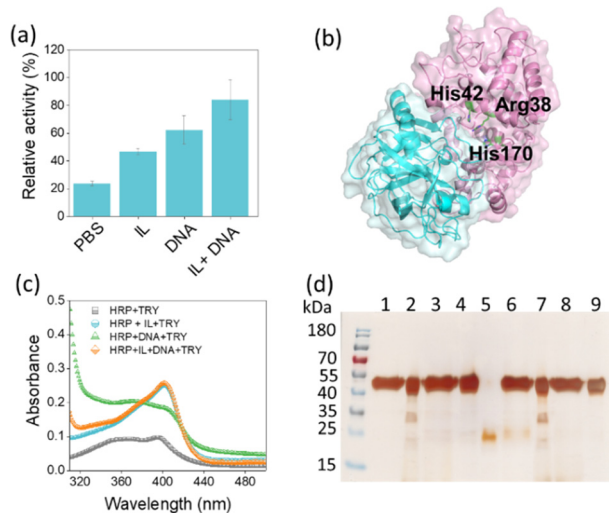 (a)
Relative activity (%)
120
100
80
60
40
20
0
PBS
IL
DNA
IL+ DNA
(b)
His42
Arg38
His170
(c)
Absorbance
0.5
0.4
0.3
0.2
0.1
0.0
HRP+TRY
HRP + IL+TRY
HRP+DNA+TRY
HRP+IL+DNA+TRY
320 360 400 440 480
Wavelength (nm)
(d)
1 2 3 4 5 6 7 8 9
kDa
180
70
55
40
35
25
15